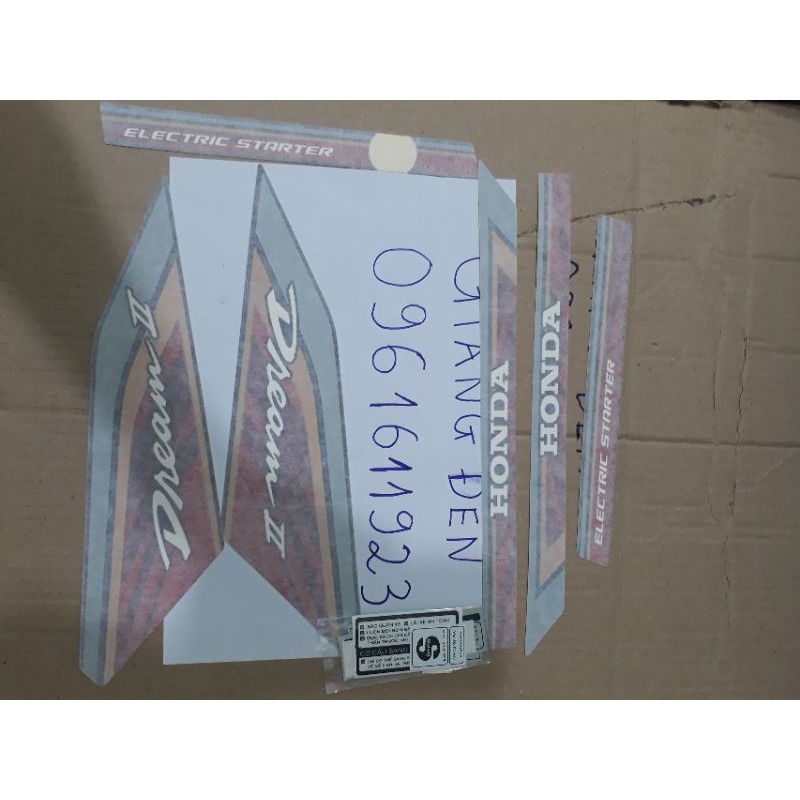 ELECTRIC STARTER
Dream II
Dream II
GIANG ĐEN
0961611923
HONDA
HONDA
ELECTRIC STARTER